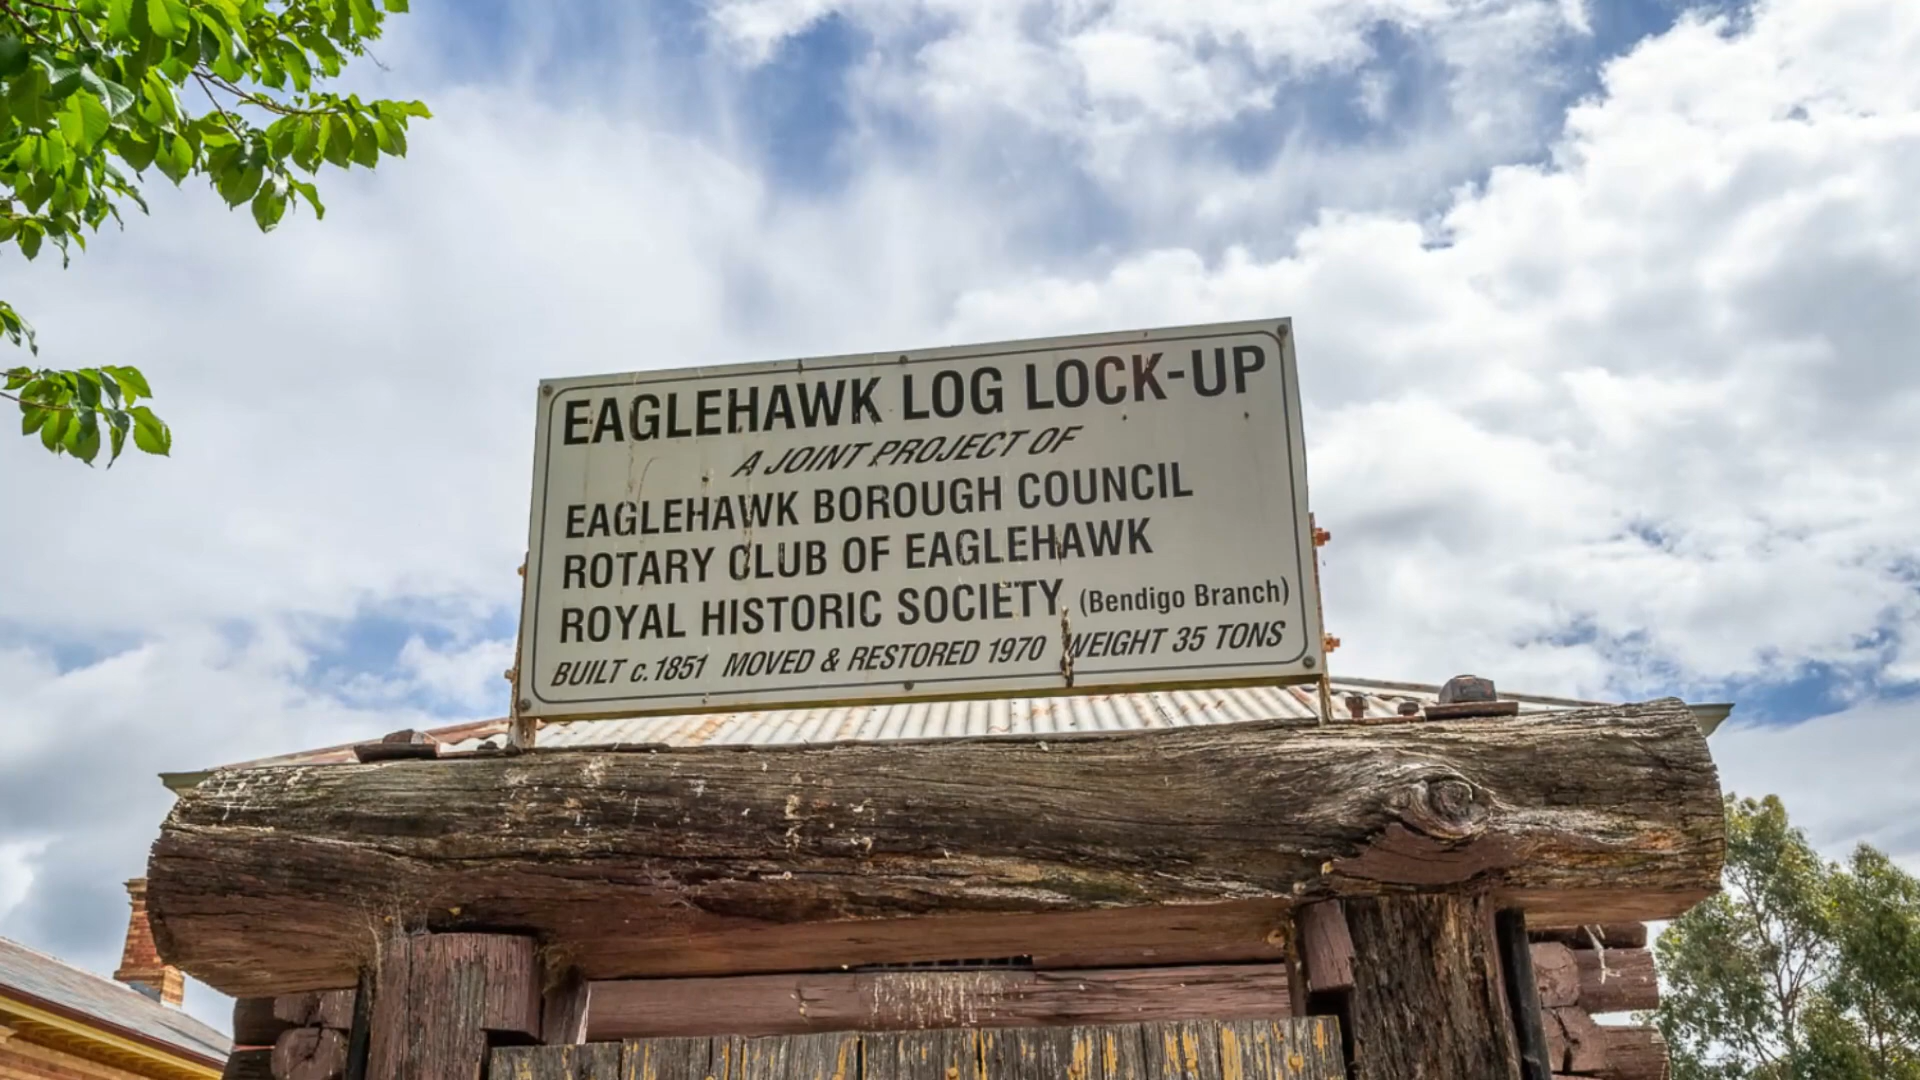 EAGLEHAWK LOG LOCK-UP
A JOINT PROJECT OF
EAGLEHAWK BOROUGH COUNCIL
ROTARY CLUB OF EAGLEHAWK
ROYAL HISTORIC SOCIETY (Bendigo Branch)
BUILT c.1851 MOVED & RESTORED 1970 WEIGHT 35 TONS